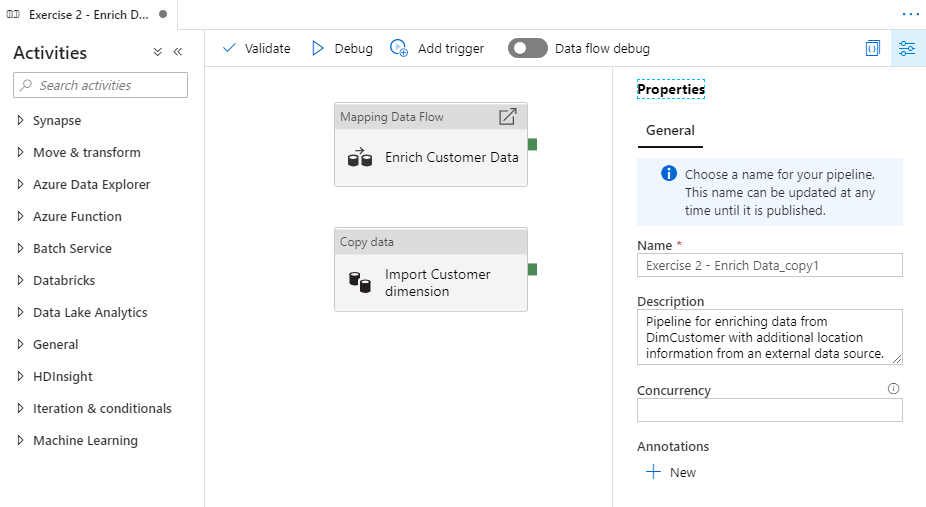 Exercise 2 - Enrich D...
Activities
Search activities
Synapse
Move & transform
Azure Data Explorer
Azure Function
Batch Service
Databricks
Data Lake Analytics
General
HDInsight
Iteration & conditionals
Machine Learning
Validate Debug Add trigger Data flow debug
Mapping Data Flow
Enrich Customer Data
Copy data
Import Customer
dimension
Properties
General
Choose a name for your pipeline.
This name can be updated at any
time until it is published.
Name *
Exercise 2 - Enrich Data_copy1
Description
Pipeline for enriching data from
DimCustomer with additional location
information from an external data source.
Concurrency
Annotations
New